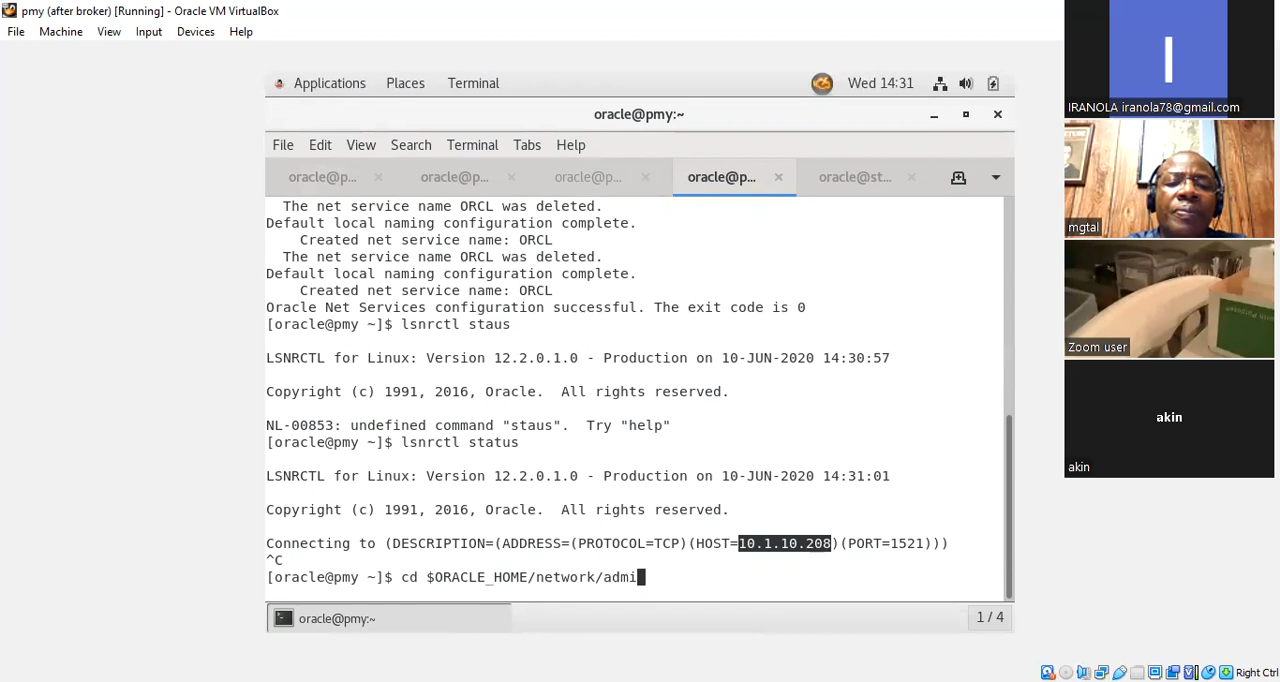 pmy (after broker) [Running] - Oracle VM VirtualBox
File Machine View Input Devices Help
Applications Places Terminal Wed 14:31
oracle@pmy:~
File Edit View Search Terminal Tabs Help
oracle@p... × oracle@p... × oracle@p... × oracle@p... × oracle@st... ×
The net service name ORCL was deleted.
Default local naming configuration complete.
Created net service name: ORCL
The net service name ORCL was deleted.
Default local naming configuration complete.
Created net service name: ORCL
Oracle Net Services configuration successful. The exit code is 0
[oracle@pmy ~]$ lsnrctl staus
LSNRCTL for Linux: Version 12.2.0.1.0 - Production on 10-JUN-2020 14:30:57
Copyright (c) 1991, 2016, Oracle.  All rights reserved.
NL-00853: undefined command "staus".  Try "help"
[oracle@pmy ~]$ lsnrctl status
LSNRCTL for Linux: Version 12.2.0.1.0 - Production on 10-JUN-2020 14:31:01
Copyright (c) 1991, 2016, Oracle.  All rights reserved.
Connecting to (DESCRIPTION=(ADDRESS=(PROTOCOL=TCP)(HOST=10.1.10.208)(PORT=1521)))
^C
[oracle@pmy ~]$ cd $ORACLE_HOME/network/admi
oracle@pmy:~
1 / 4
Right Ctrl
I
IRANOLA iranola78@gmail.com
mgtal
Zoom user
akin
akin